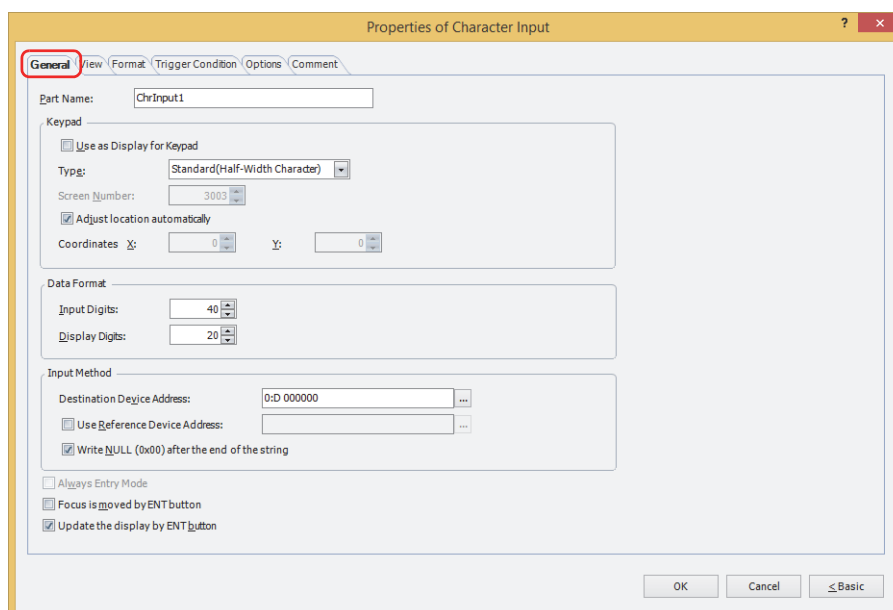 Properties of Character Input
? ×
General View Format Trigger Condition Options Comment
Part Name: ChrInput1
Keypad
Use as Display for Keypad
Type: Standard(Half-Width Character)
Screen Number: 3003
Adjust location automatically
Coordinates X: 0 Y: 0
Data Format
Input Digits: 40
Display Digits: 20
Input Method
Destination Device Address: 0:D 000000 ...
Use Reference Device Address: ...
Write NULL (0x00) after the end of the string
Always Entry Mode
Focus is moved by ENT button
Update the display by ENT button
OK Cancel < Basic